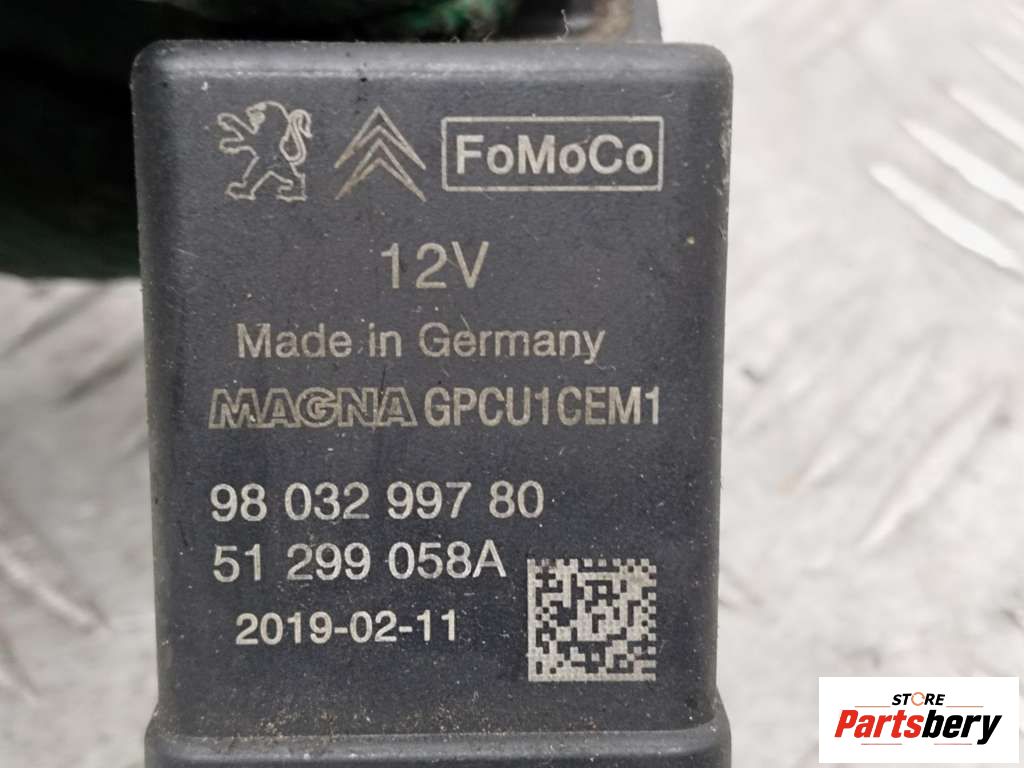 FoMoCo
12V
Made in Germany
MAGNA GPCU1CEM1
98 032 997 80
51 299 058A
2019-02-11
STORE
Partsbery